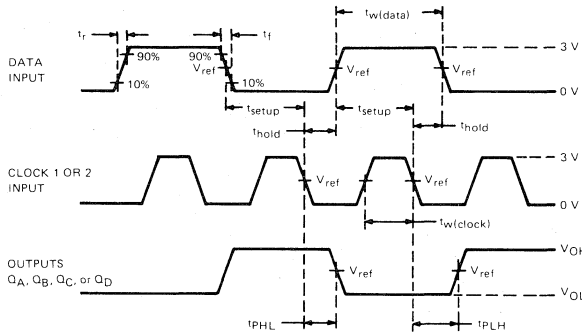 tw(data)
tr
90%
90%
tf
3 V
DATA
INPUT
Vref
Vref
Vref
10%
10%
0 V
tsetup
tsetup
thold
thold
3 V
CLOCK 1 OR 2
INPUT
Vref
Vref
0 V
tw(clock)
VOH
OUTPUTS
QA, QB, QC, or QD
Vref
Vref
VOL
tPHL
tPLH